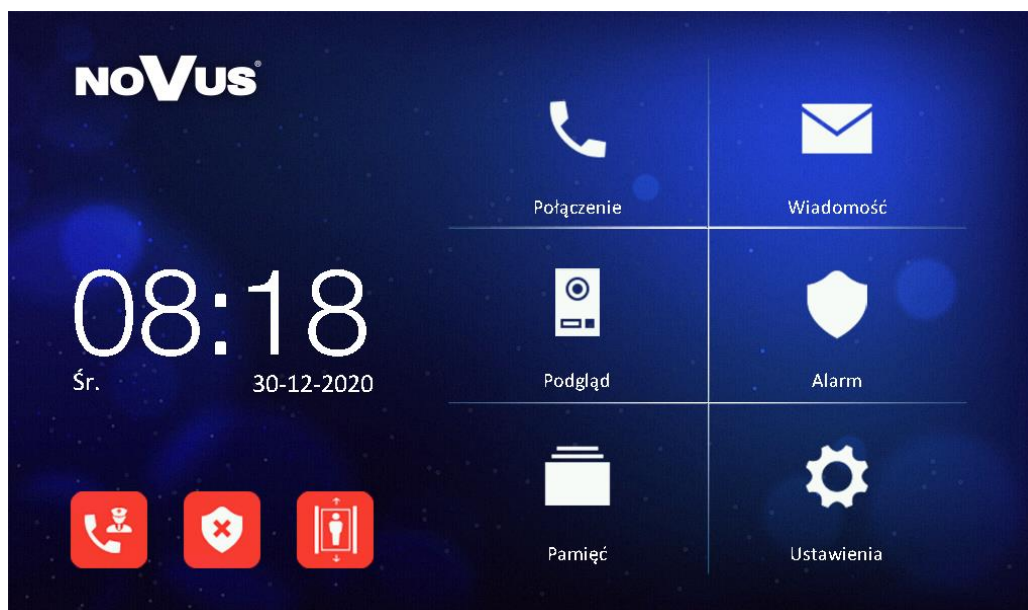 NOVUS®
Połączenie
Wiadomość
08:18
Śr. 30-12-2020
Podgląd
Alarm
Pamięć
Ustawienia